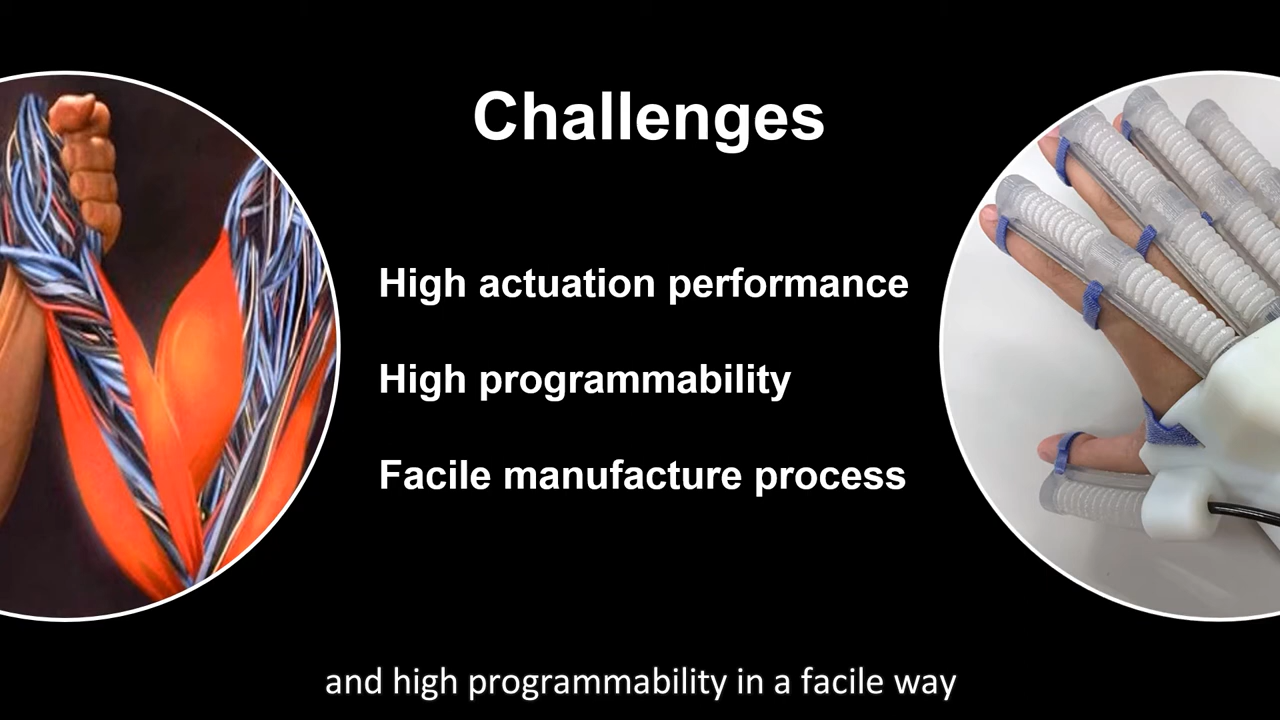 Challenges
High actuation performance
High programmability
Facile manufacture process
and high programmability in a facile way